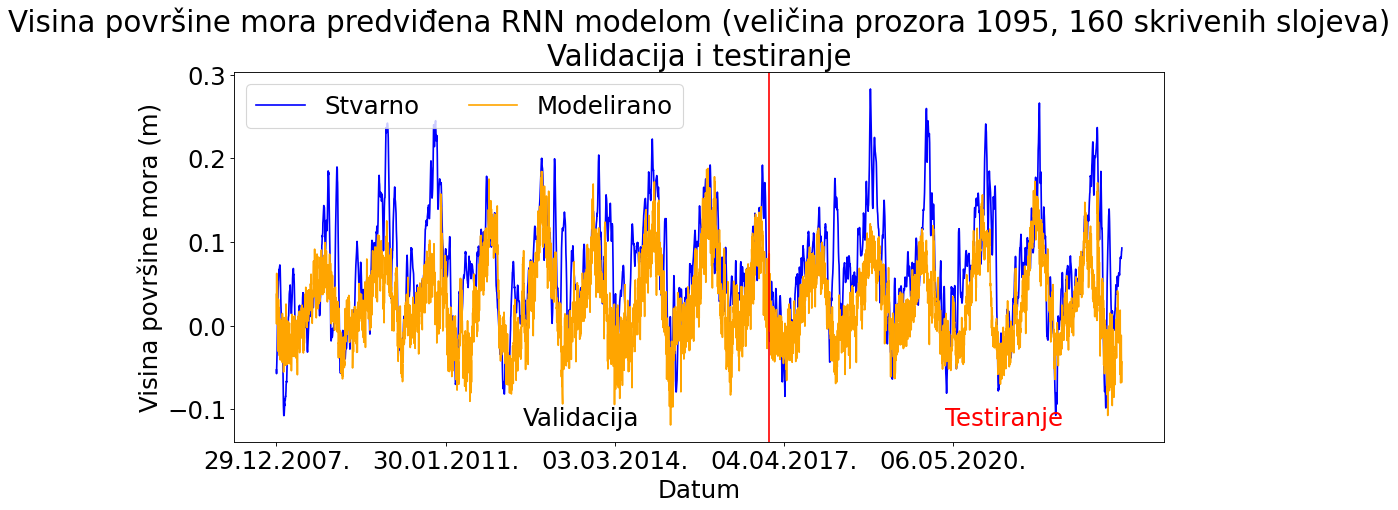 Visina površine mora predviđena RNN modelom (veličina prozora 1095, 160 skrivenih slojeva)
Validacija i testiranje
Stvarno
Modelirano
Visina površine mora (m)
0.3
0.2
0.1
0.0
−0.1
Validacija
Testiranje
29.12.2007.
30.01.2011.
03.03.2014.
04.04.2017.
06.05.2020.
Datum